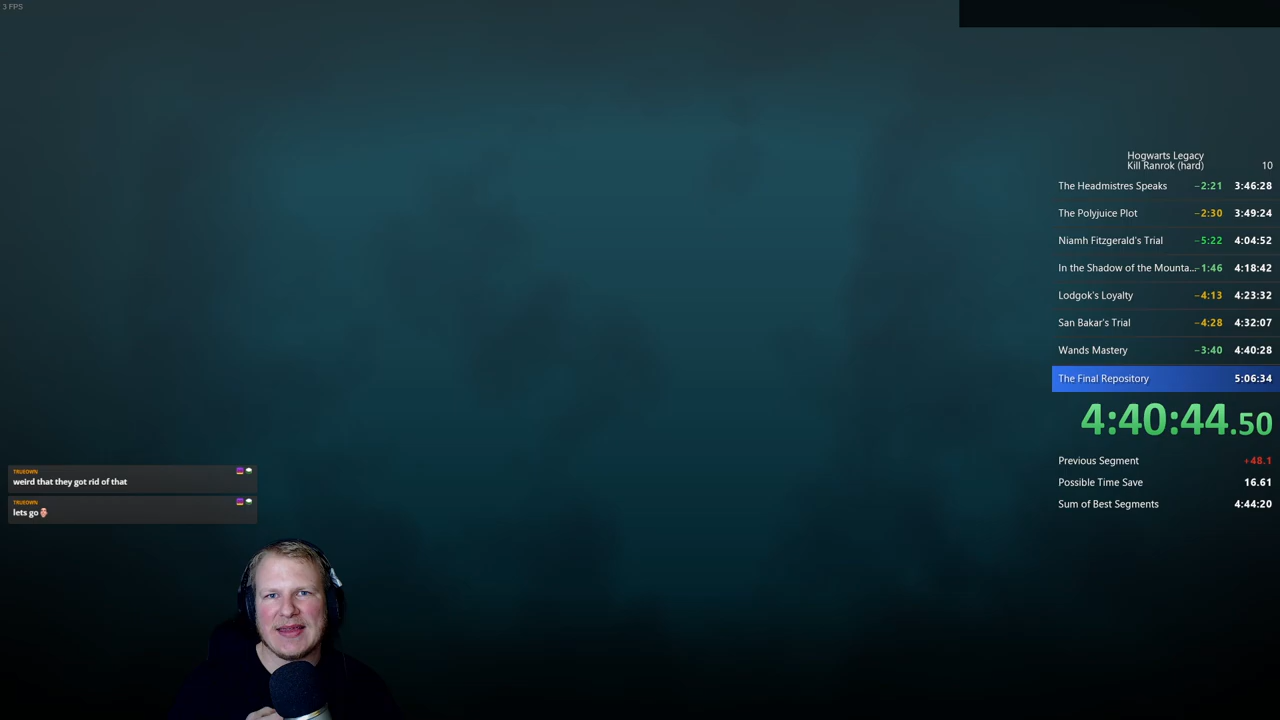 3 FPS
Hogwarts Legacy
Kill Ranrok (hard) 10
The Headmistres Speaks −2:21 3:46:28
The Polyjuice Plot −2:30 3:49:24
Niamh Fitzgerald's Trial −5:22 4:04:52
In the Shadow of the Mounta... −1:46 4:18:42
Lodgok's Loyalty −4:13 4:23:32
San Bakar's Trial −4:28 4:32:07
Wands Mastery −3:40 4:40:28
The Final Repository 5:06:34
4:40:44.50
Previous Segment +48.1
Possible Time Save 16.61
Sum of Best Segments 4:44:20
TRUEOWN
weird that they got rid of that
TRUEOWN
lets go